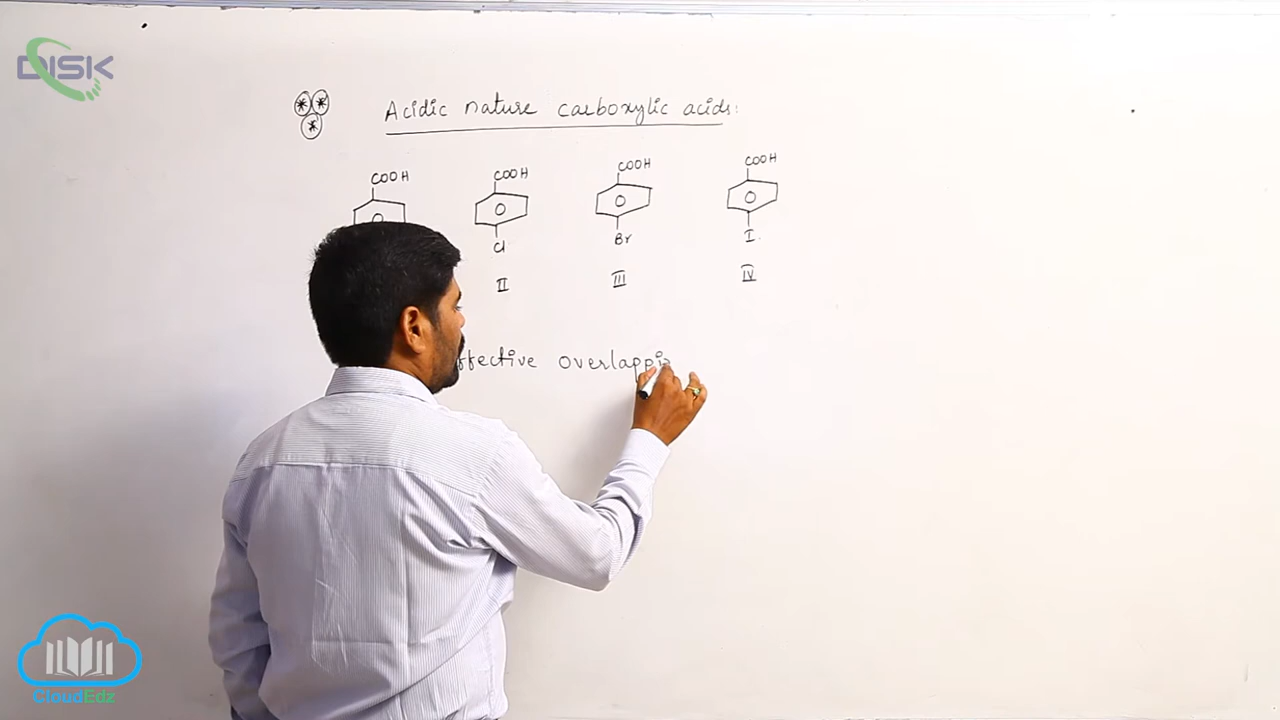 DISK
Acidic nature carboxylic acids:
COOH COOH COOH COOH
Cl Br I
II III IV
ffective overlappi
CloudEdz